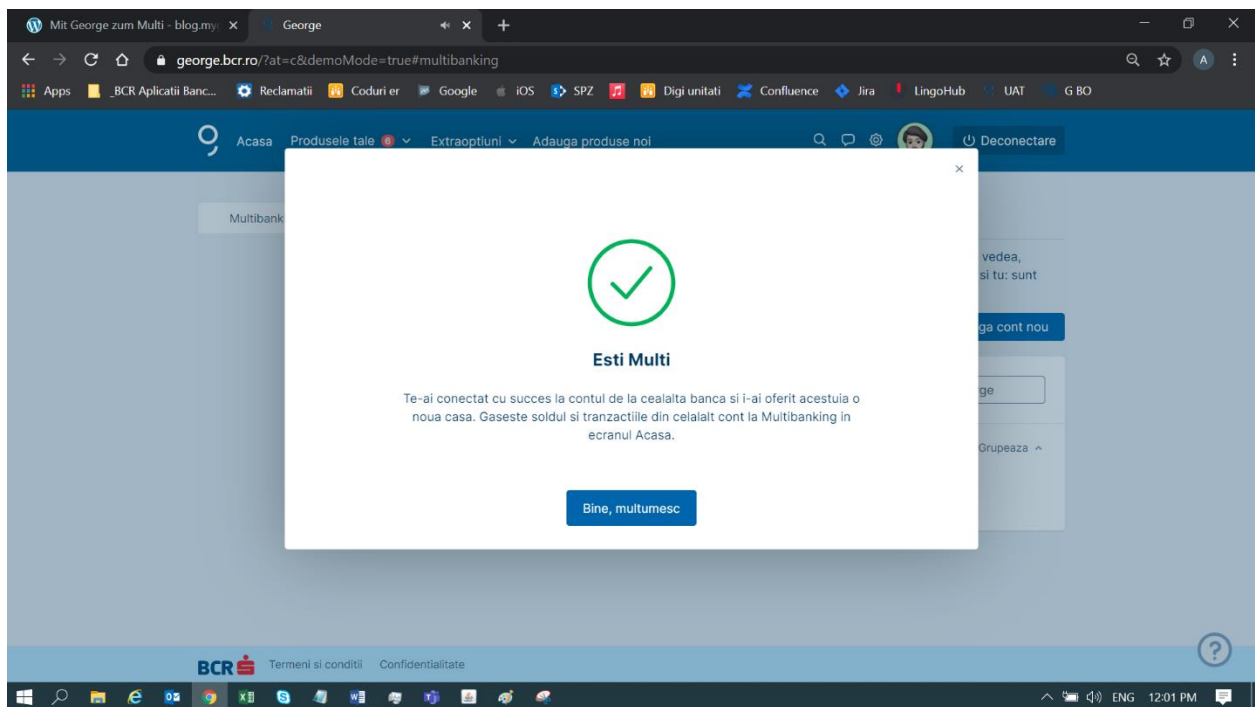 Mit George zum Multi - blog.my
George
george.bcr.ro/?at=c&demoMode=true#multibanking
A
Apps _BCR Aplicatii Banc... Reclamatii Coduri er Google iOS SPZ Digi unitati Confluence Jira LingoHub UAT G BO
Acasa Produsele tale 6 Extraoptiuni Adauga produse noi Deconectare
Multibank
vedea,
si tu: sunt
ga cont nou
Esti Multi
Te-ai conectat cu succes la contul de la cealalta banca si i-ai oferit acestuia o
noua casa. Gaseste soldul si tranzactiile din celalalt cont la Multibanking in
ecranul Acasa.
rge
Grupeaza
Bine, multumesc
?
BCR Termeni si conditii Confidentialitate
ENG 12:01 PM